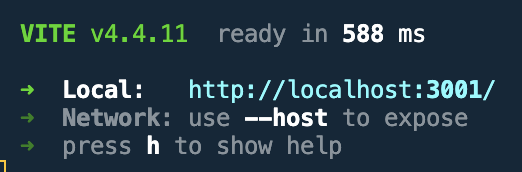 VITE v4.4.11 ready in 588 ms
➜ Local: http://localhost:3001/
➜ Network: use --host to expose
➜ press h to show help